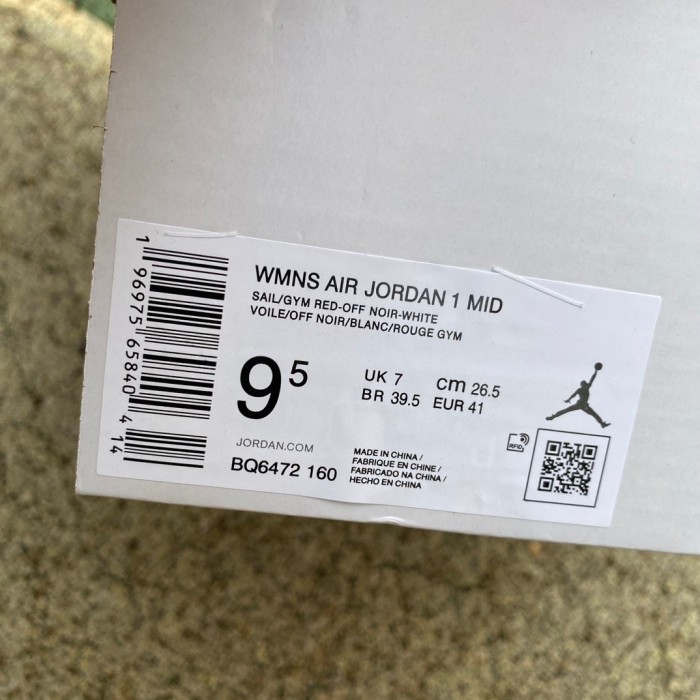 1 96975 65840 4 14
WMNS AIR JORDAN 1 MID
SAIL/GYM RED-OFF NOIR-WHITE
VOILE/OFF NOIR/BLANC/ROUGE GYM
9⁵
UK 7 cm 26.5
BR 39.5 EUR 41
JORDAN.COM
BQ6472 160
MADE IN CHINA /
FABRIQUE EN CHINE /
FABRICADO NA CHINA /
HECHO EN CHINA
RFID